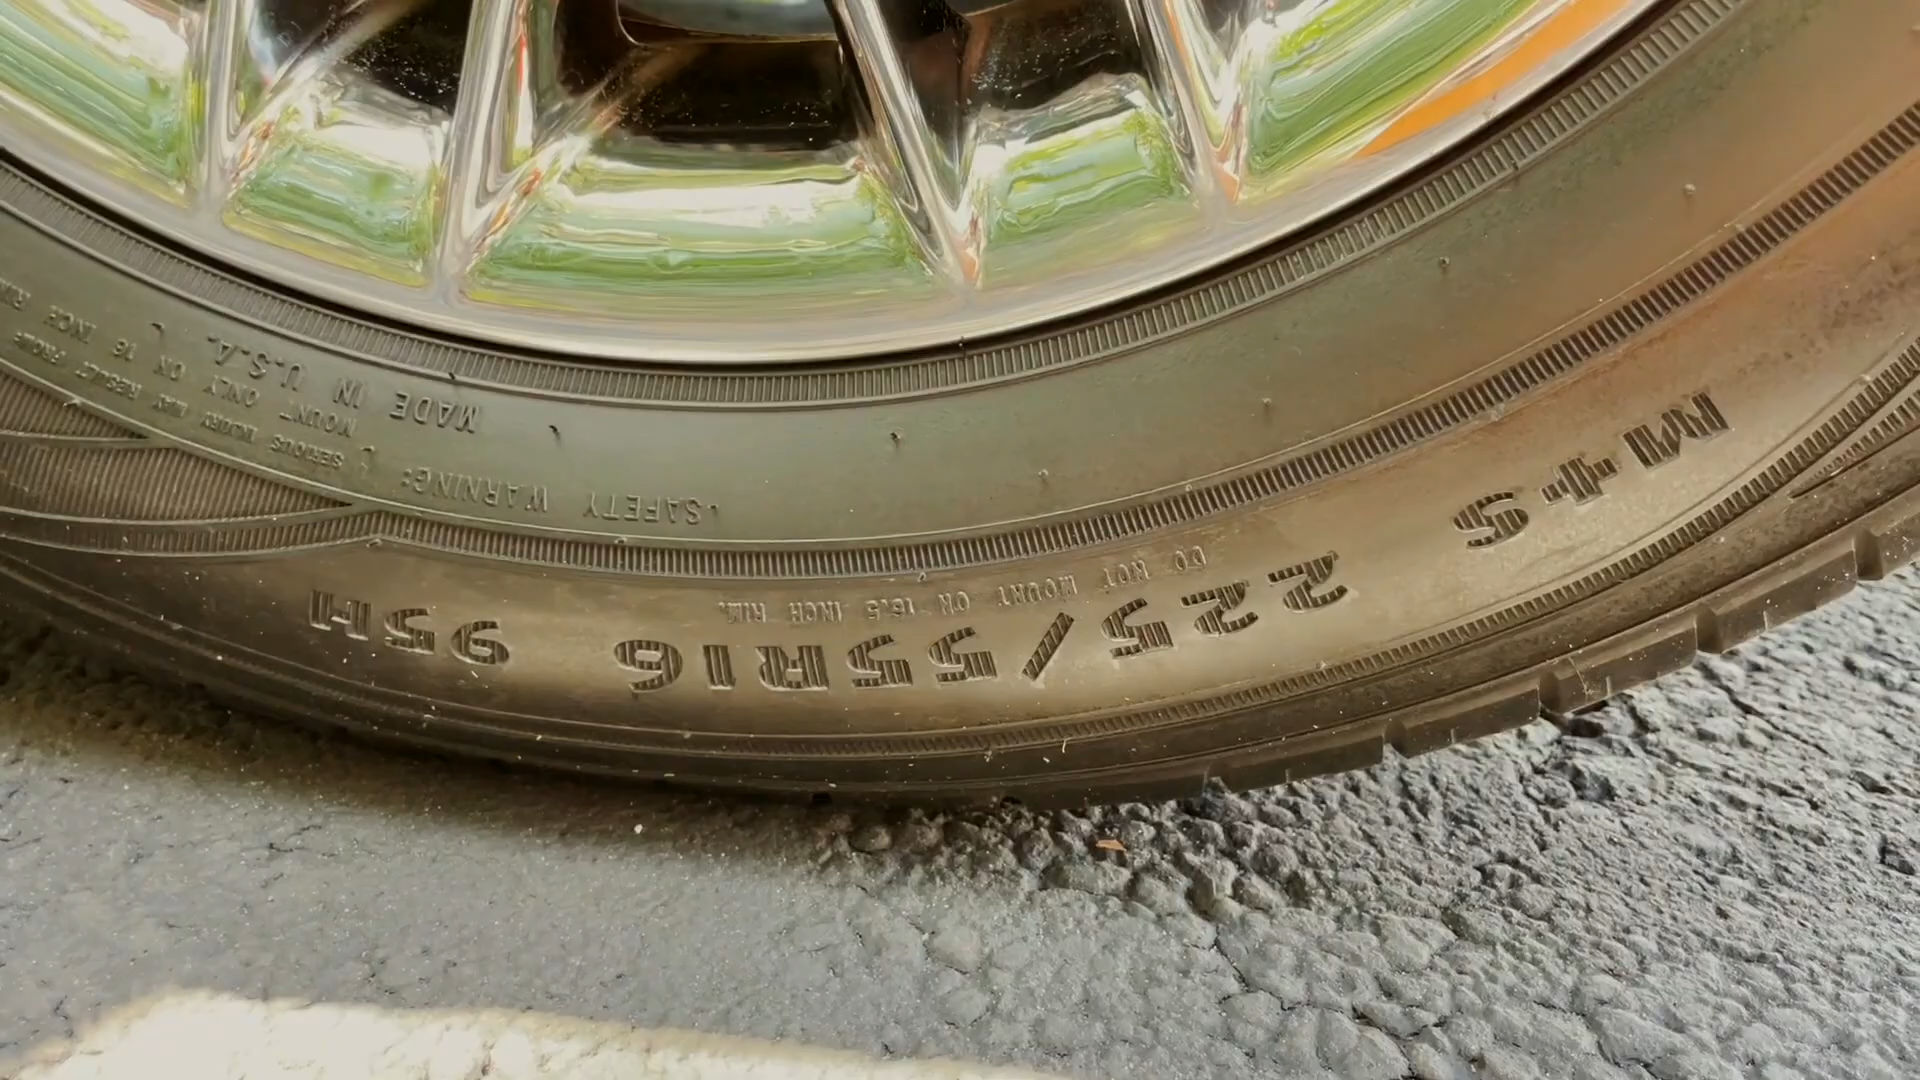 M+S
225/55R16 95H
DO NOT MOUNT ON 16.5 INCH RIM.
SAFETY WARNING:
SERIOUS INJURY MAY RESULT FROM:
MOUNT ONLY ON 16 INCH
MADE IN U.S.A.